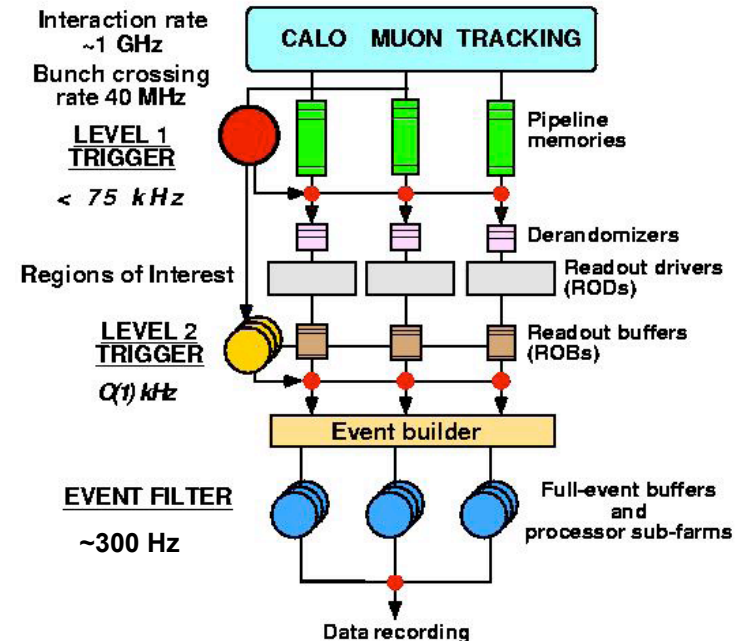 Interaction rate
~1 GHz
CALO MUON TRACKING
Bunch crossing
rate 40 MHz
LEVEL 1
TRIGGER
< 75 kHz
Pipeline
memories
Derandomizers
Regions of Interest
Readout drivers
(RODs)
LEVEL 2
TRIGGER
O(1) kHz
Readout buffers
(ROBs)
Event builder
EVENT FILTER
~300 Hz
Full-event buffers
and
processor sub-farms
Data recording